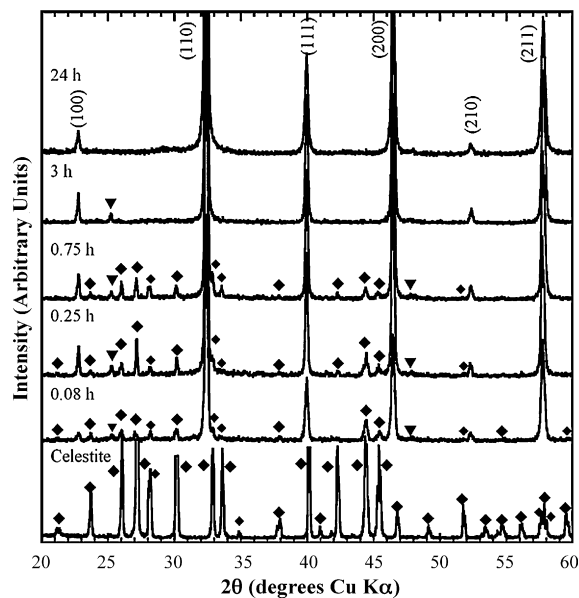 (110)
(111)
(200)
(211)
24 h
(100)
(210)
3 h
0.75 h
0.25 h
0.08 h
Celestite
Intensity (Arbitrary Units)
20 25 30 35 40 45 50 55 60
2θ (degrees Cu Kα)